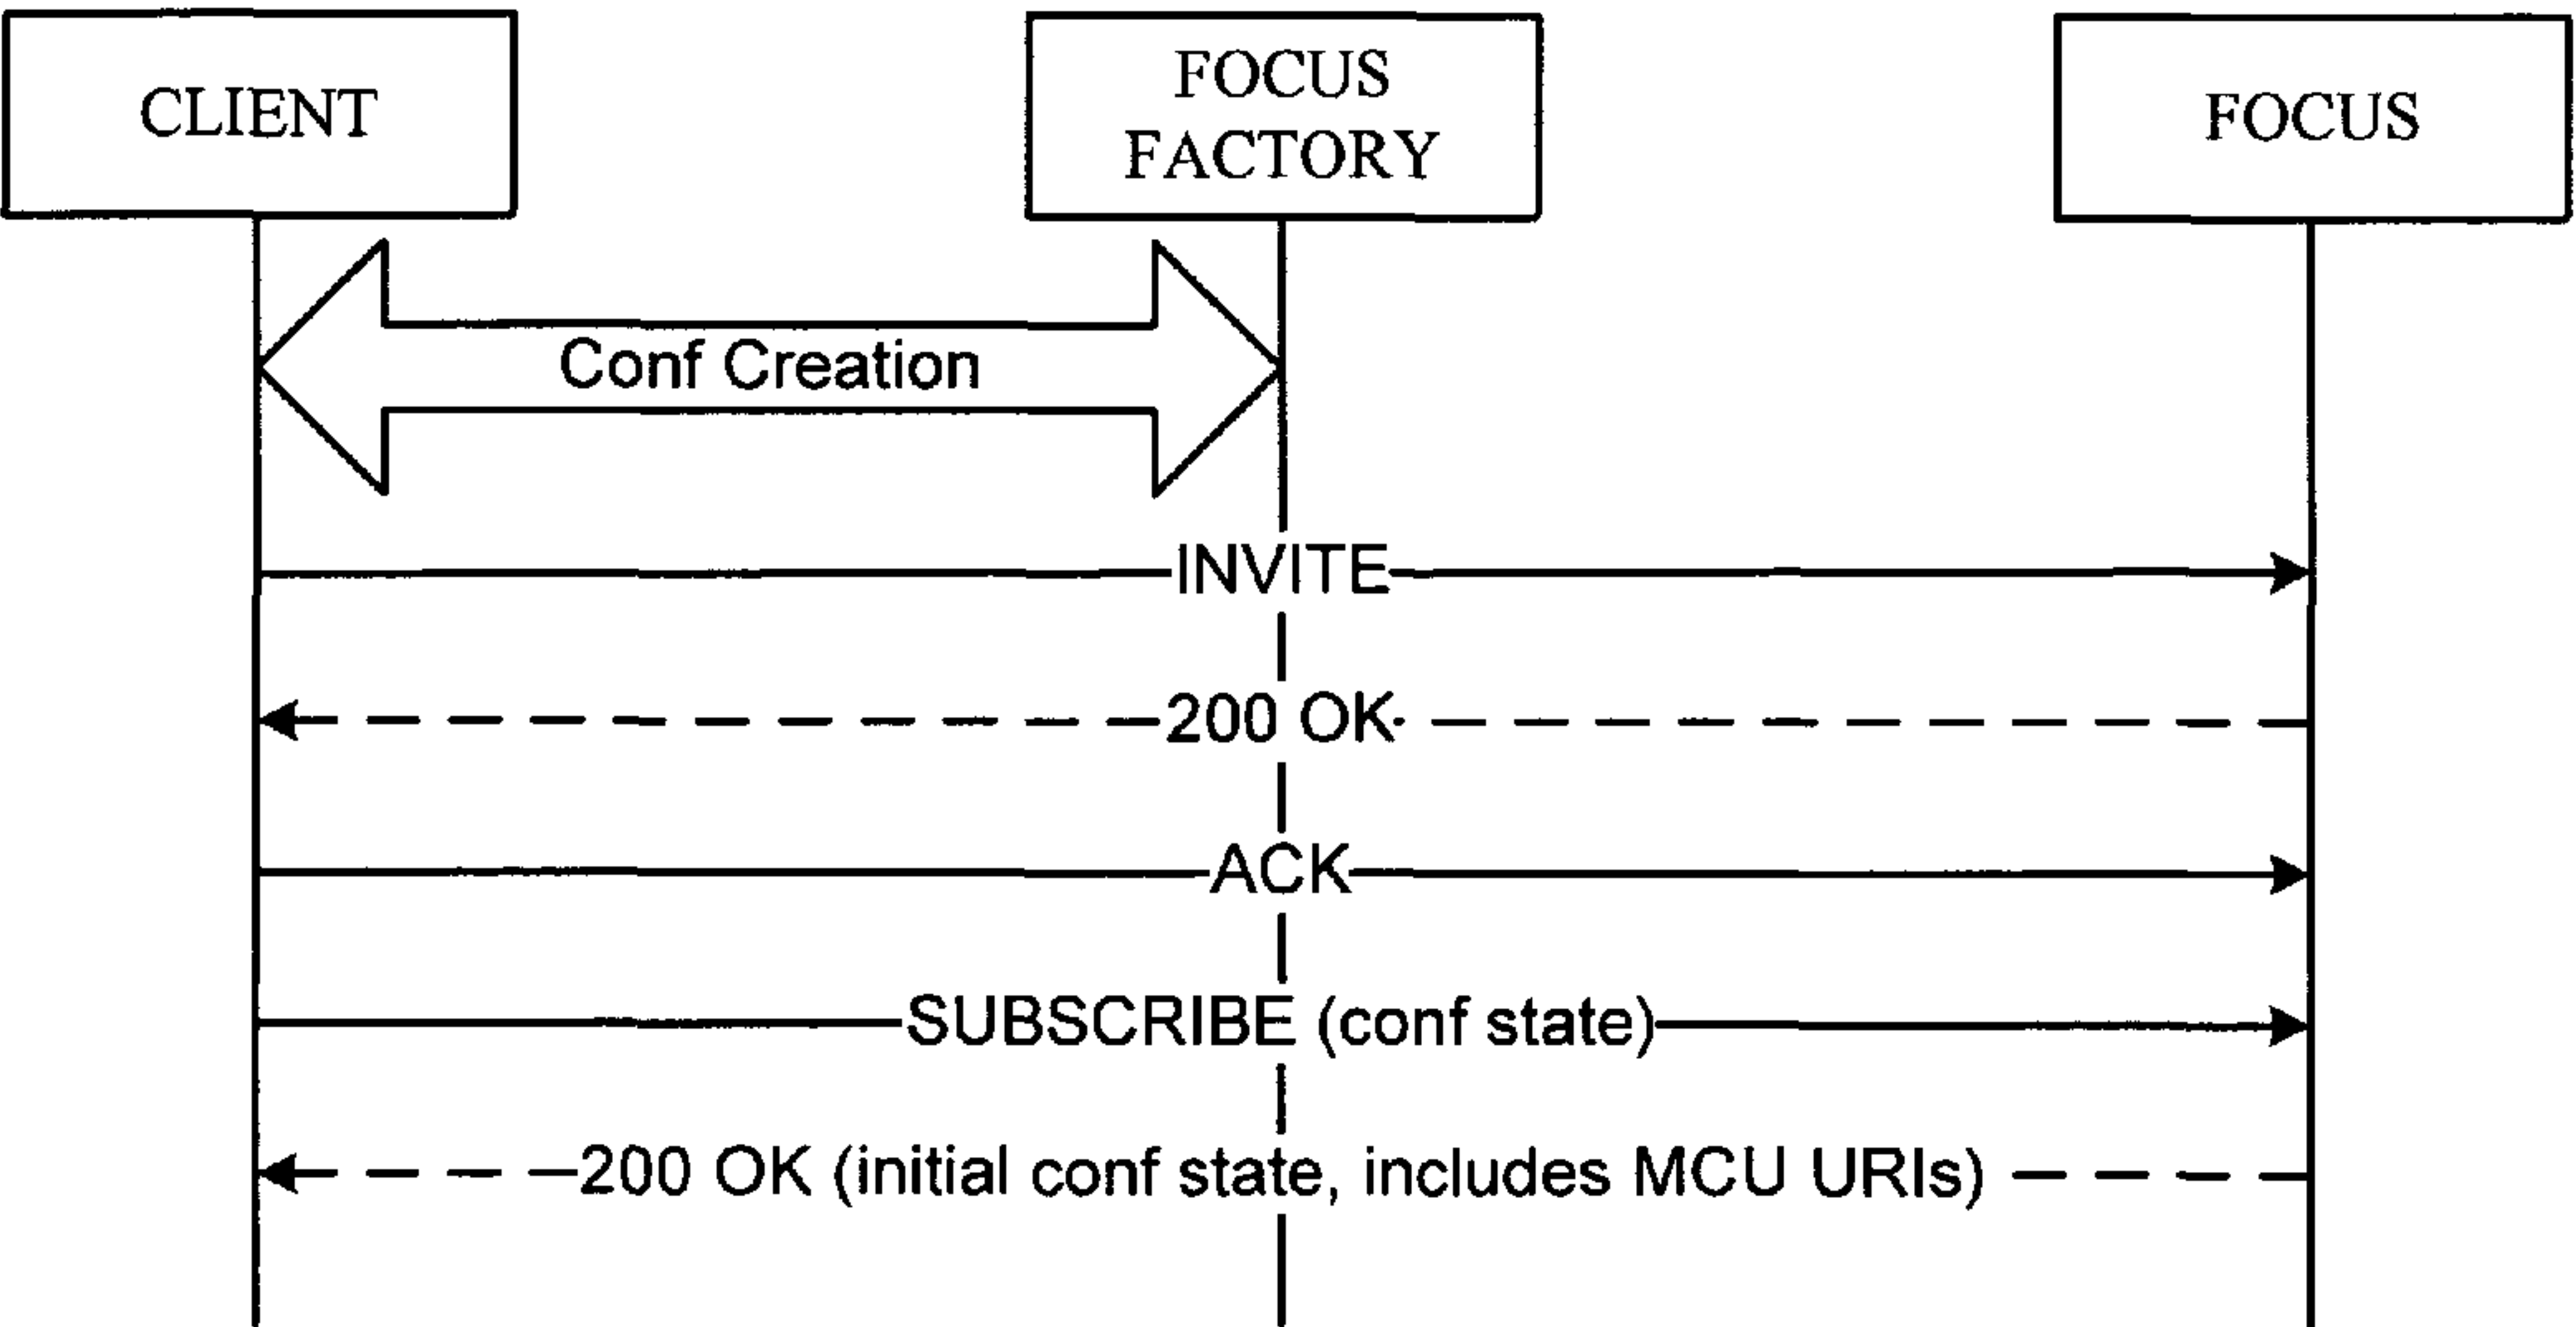 CLIENT
FOCUS
FACTORY
FOCUS
Conf Creation
INVITE
200 OK
ACK
SUBSCRIBE (conf state)
200 OK (initial conf state, includes MCU URIs)